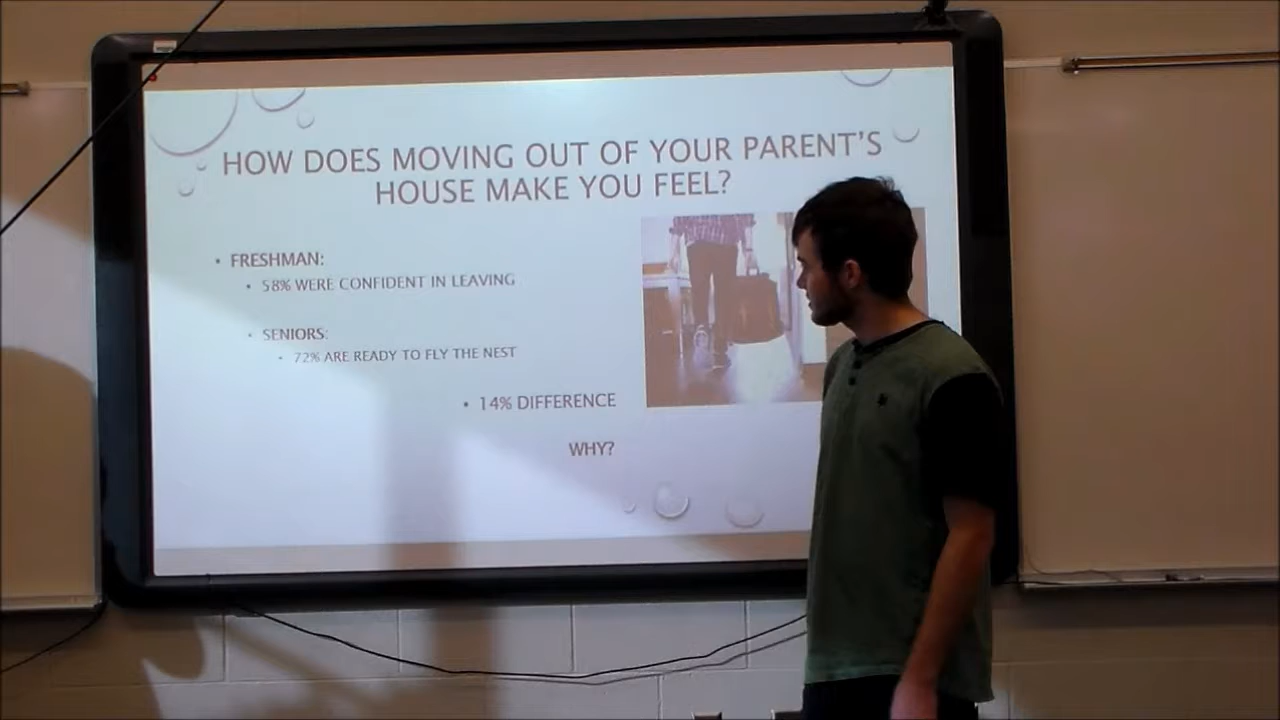 HOW DOES MOVING OUT OF YOUR PARENT'S
HOUSE MAKE YOU FEEL?
• FRESHMAN:
• 58% WERE CONFIDENT IN LEAVING
• SENIORS:
• 72% ARE READY TO FLY THE NEST
• 14% DIFFERENCE
WHY?